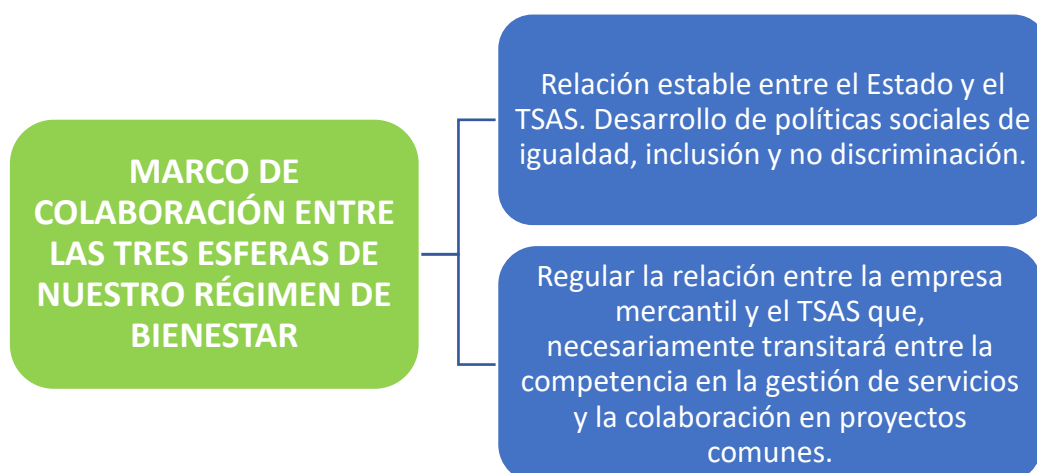 MARCO DE
COLABORACIÓN ENTRE
LAS TRES ESFERAS DE
NUESTRO RÉGIMEN DE
BIENESTAR
Relación estable entre el Estado y el
TSAS. Desarrollo de políticas sociales de
igualdad, inclusión y no discriminación.
Regular la relación entre la empresa
mercantil y el TSAS que,
necesariamente transitará entre la
competencia en la gestión de servicios
y la colaboración en proyectos
comunes.